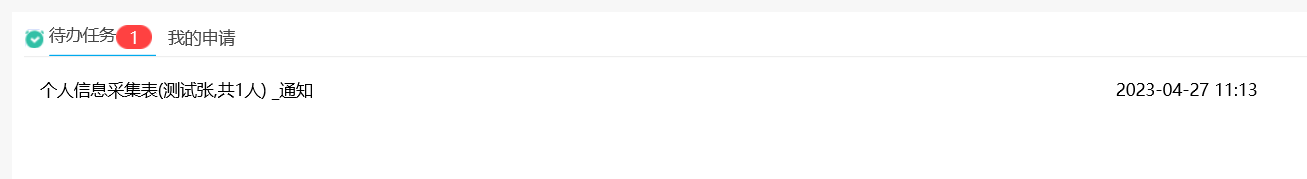 待办任务 1 我的申请
个人信息采集表(测试张,共1人) _通知 2023-04-27 11:13